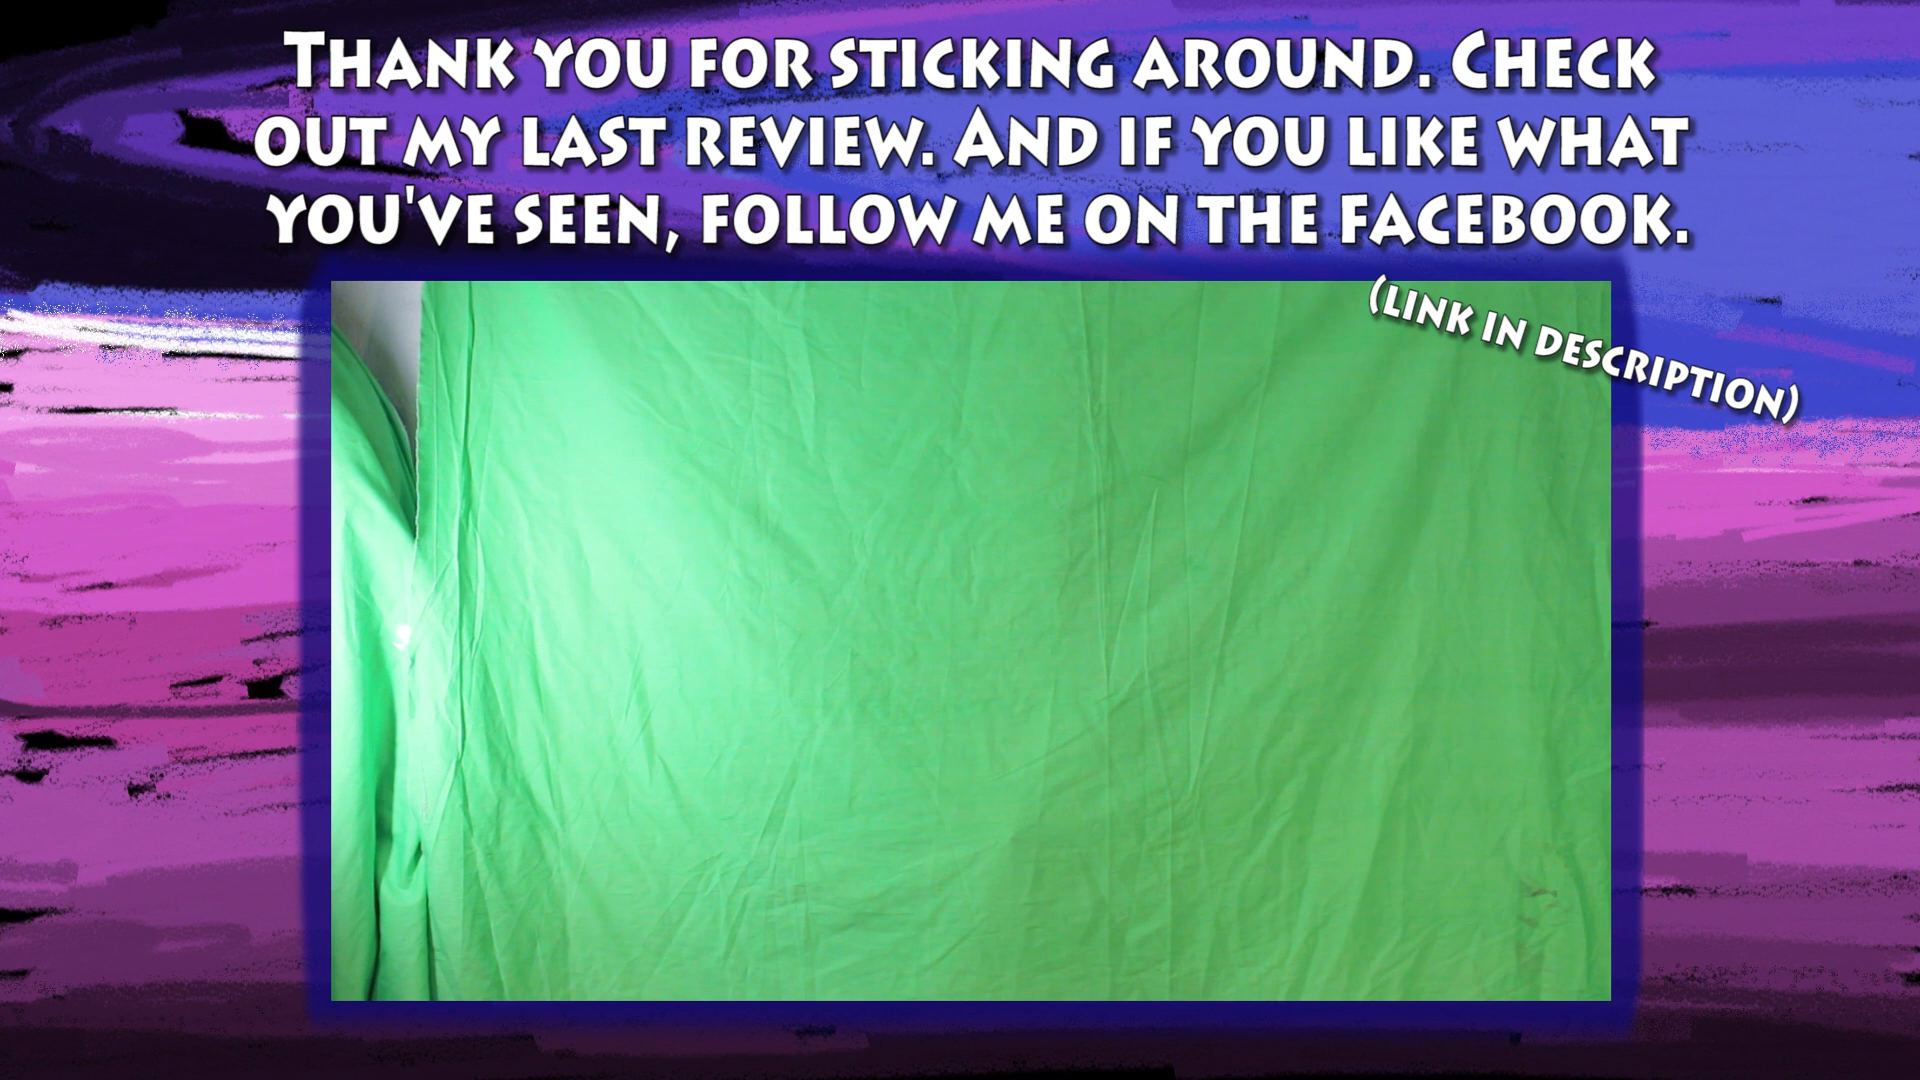 Thank you for sticking around. Check
out my last review. And if you like what
you've seen, follow me on the facebook.
(link in description)